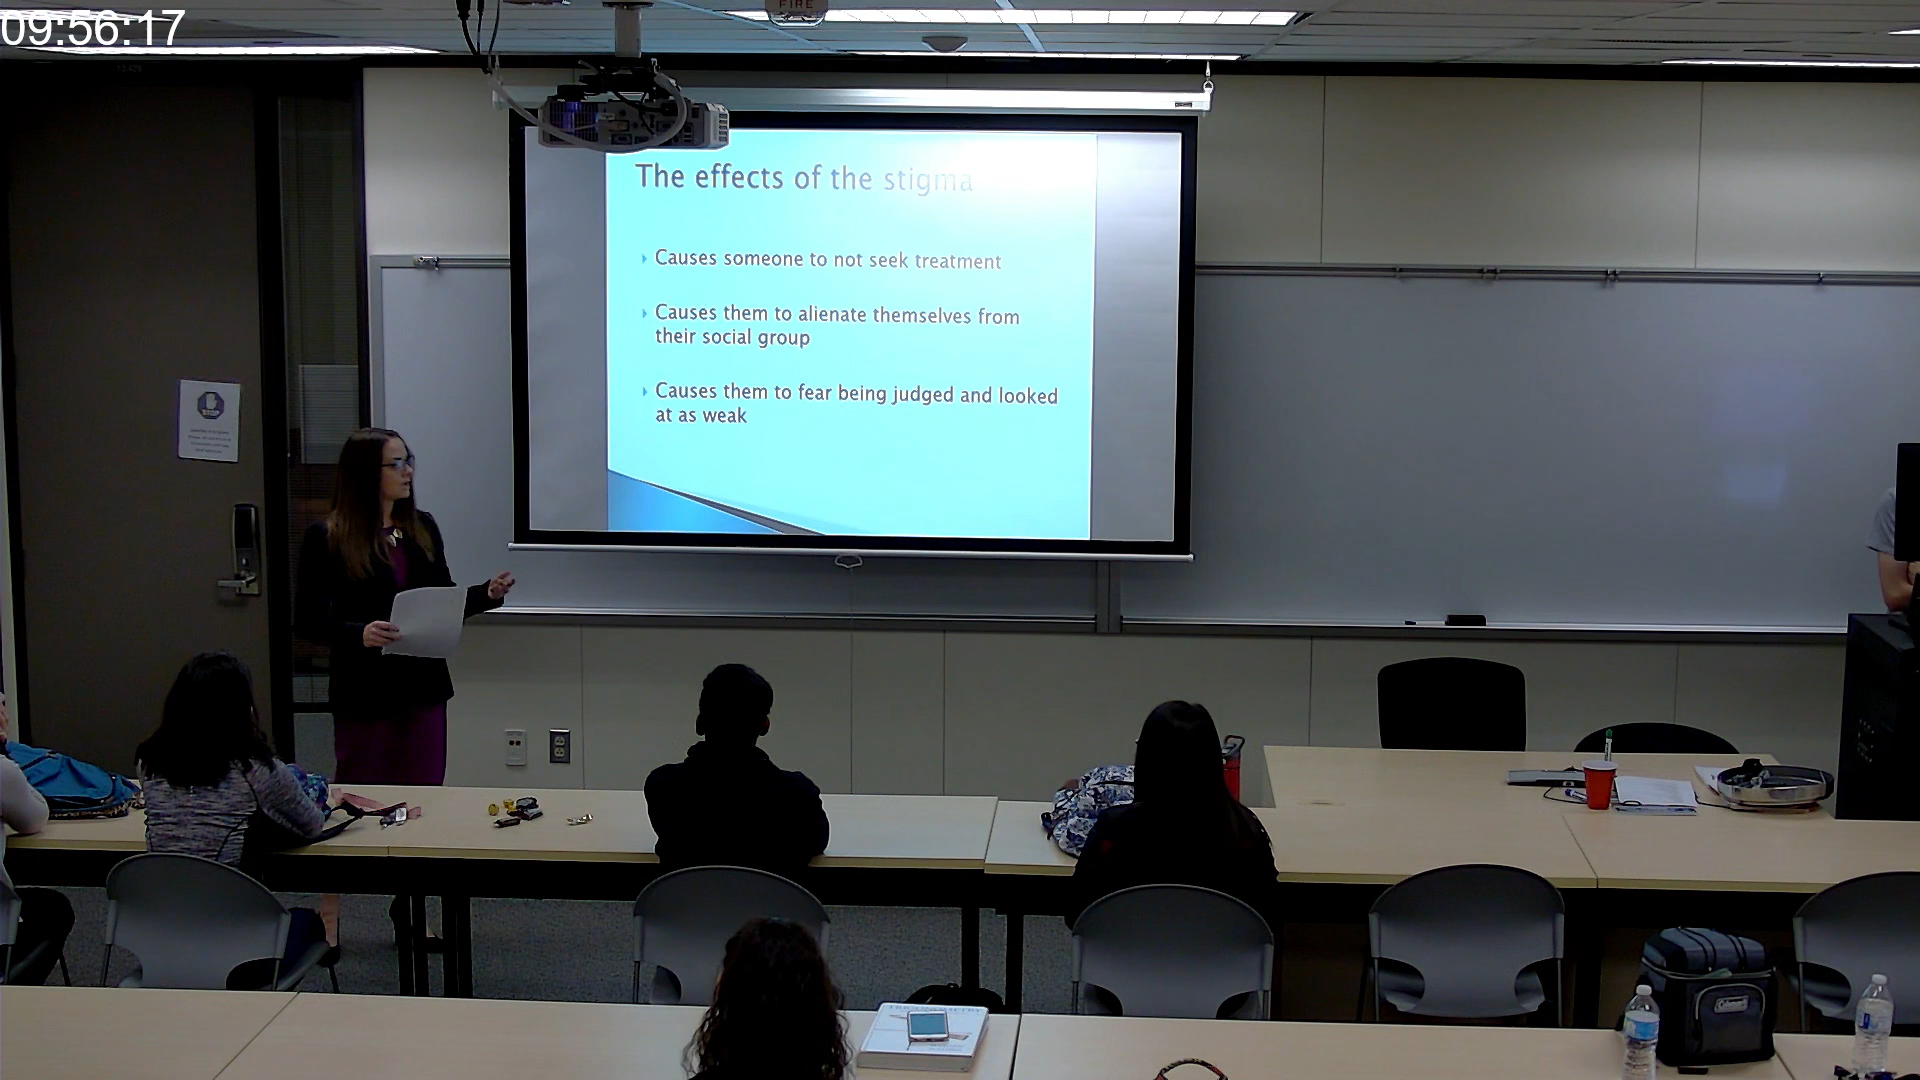 09:56:17
FIRE
The effects of the stigma
Causes someone to not seek treatment
Causes them to alienate themselves from
their social group
Causes them to fear being judged and looked
at as weak
STOP
Coleman